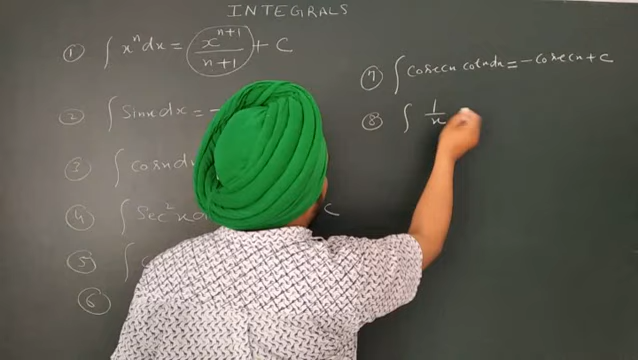 INTEGRALS
① ∫ xⁿ dx = xⁿ⁺¹/n+1 + C
② ∫ Sinx dx = -
③ ∫ Cosx dx
④ ∫ Sec²x d C
⑤ ∫ C
⑥
⑦ ∫ Cosecx cotx dx = - Cosecx + C
⑧ ∫ 1/x